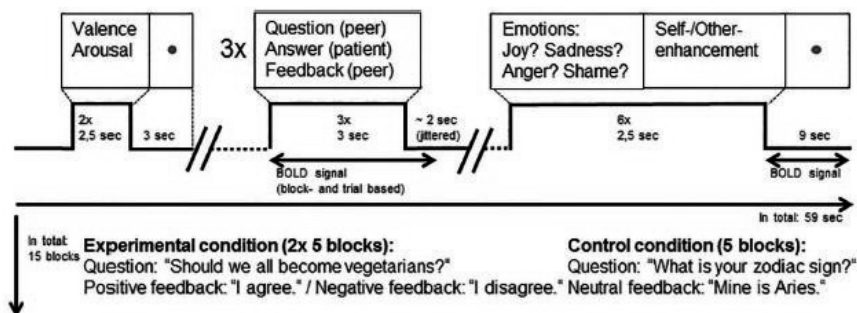 Valence
Arousal
3x
Question (peer)
Answer (patient)
Feedback (peer)
Emotions:
Joy? Sadness?
Anger? Shame?
Self-/Other-
enhancement
2x
2,5 sec
3 sec
3x
3 sec
~ 2 sec
(jittered)
6x
2,5 sec
9 sec
BOLD signal
(block- and trial based)
BOLD signal
In total: 59 sec
In total:
15 blocks
Experimental condition (2x 5 blocks):
Question: "Should we all become vegetarians?"
Positive feedback: "I agree." / Negative feedback: "I disagree."
Control condition (5 blocks):
Question: "What is your zodiac sign?"
Neutral feedback: "Mine is Aries."